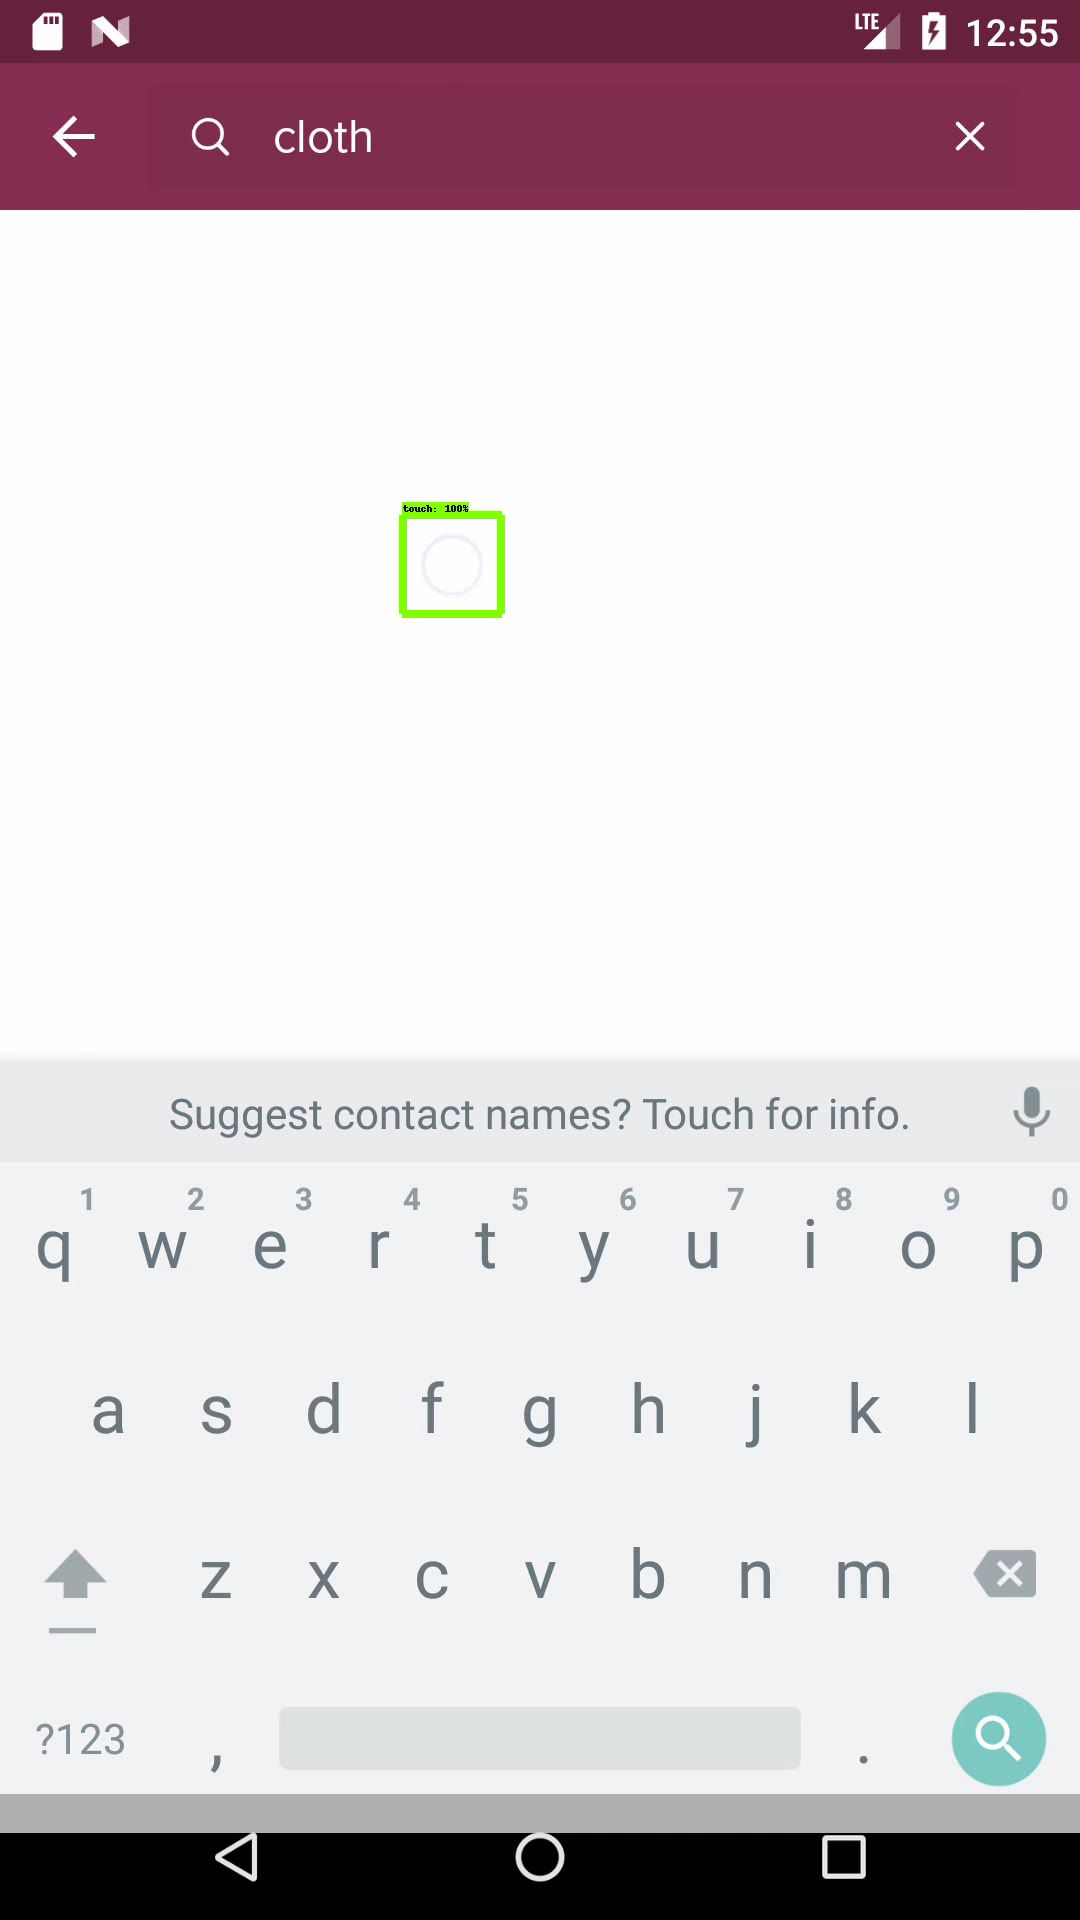 LTE 12:55
cloth
touch: 100%
Suggest contact names? Touch for info.
1 2 3 4 5 6 7 8 9 0
q w e r t y u i o p
a s d f g h j k l
z x c v b n m
?123 , .